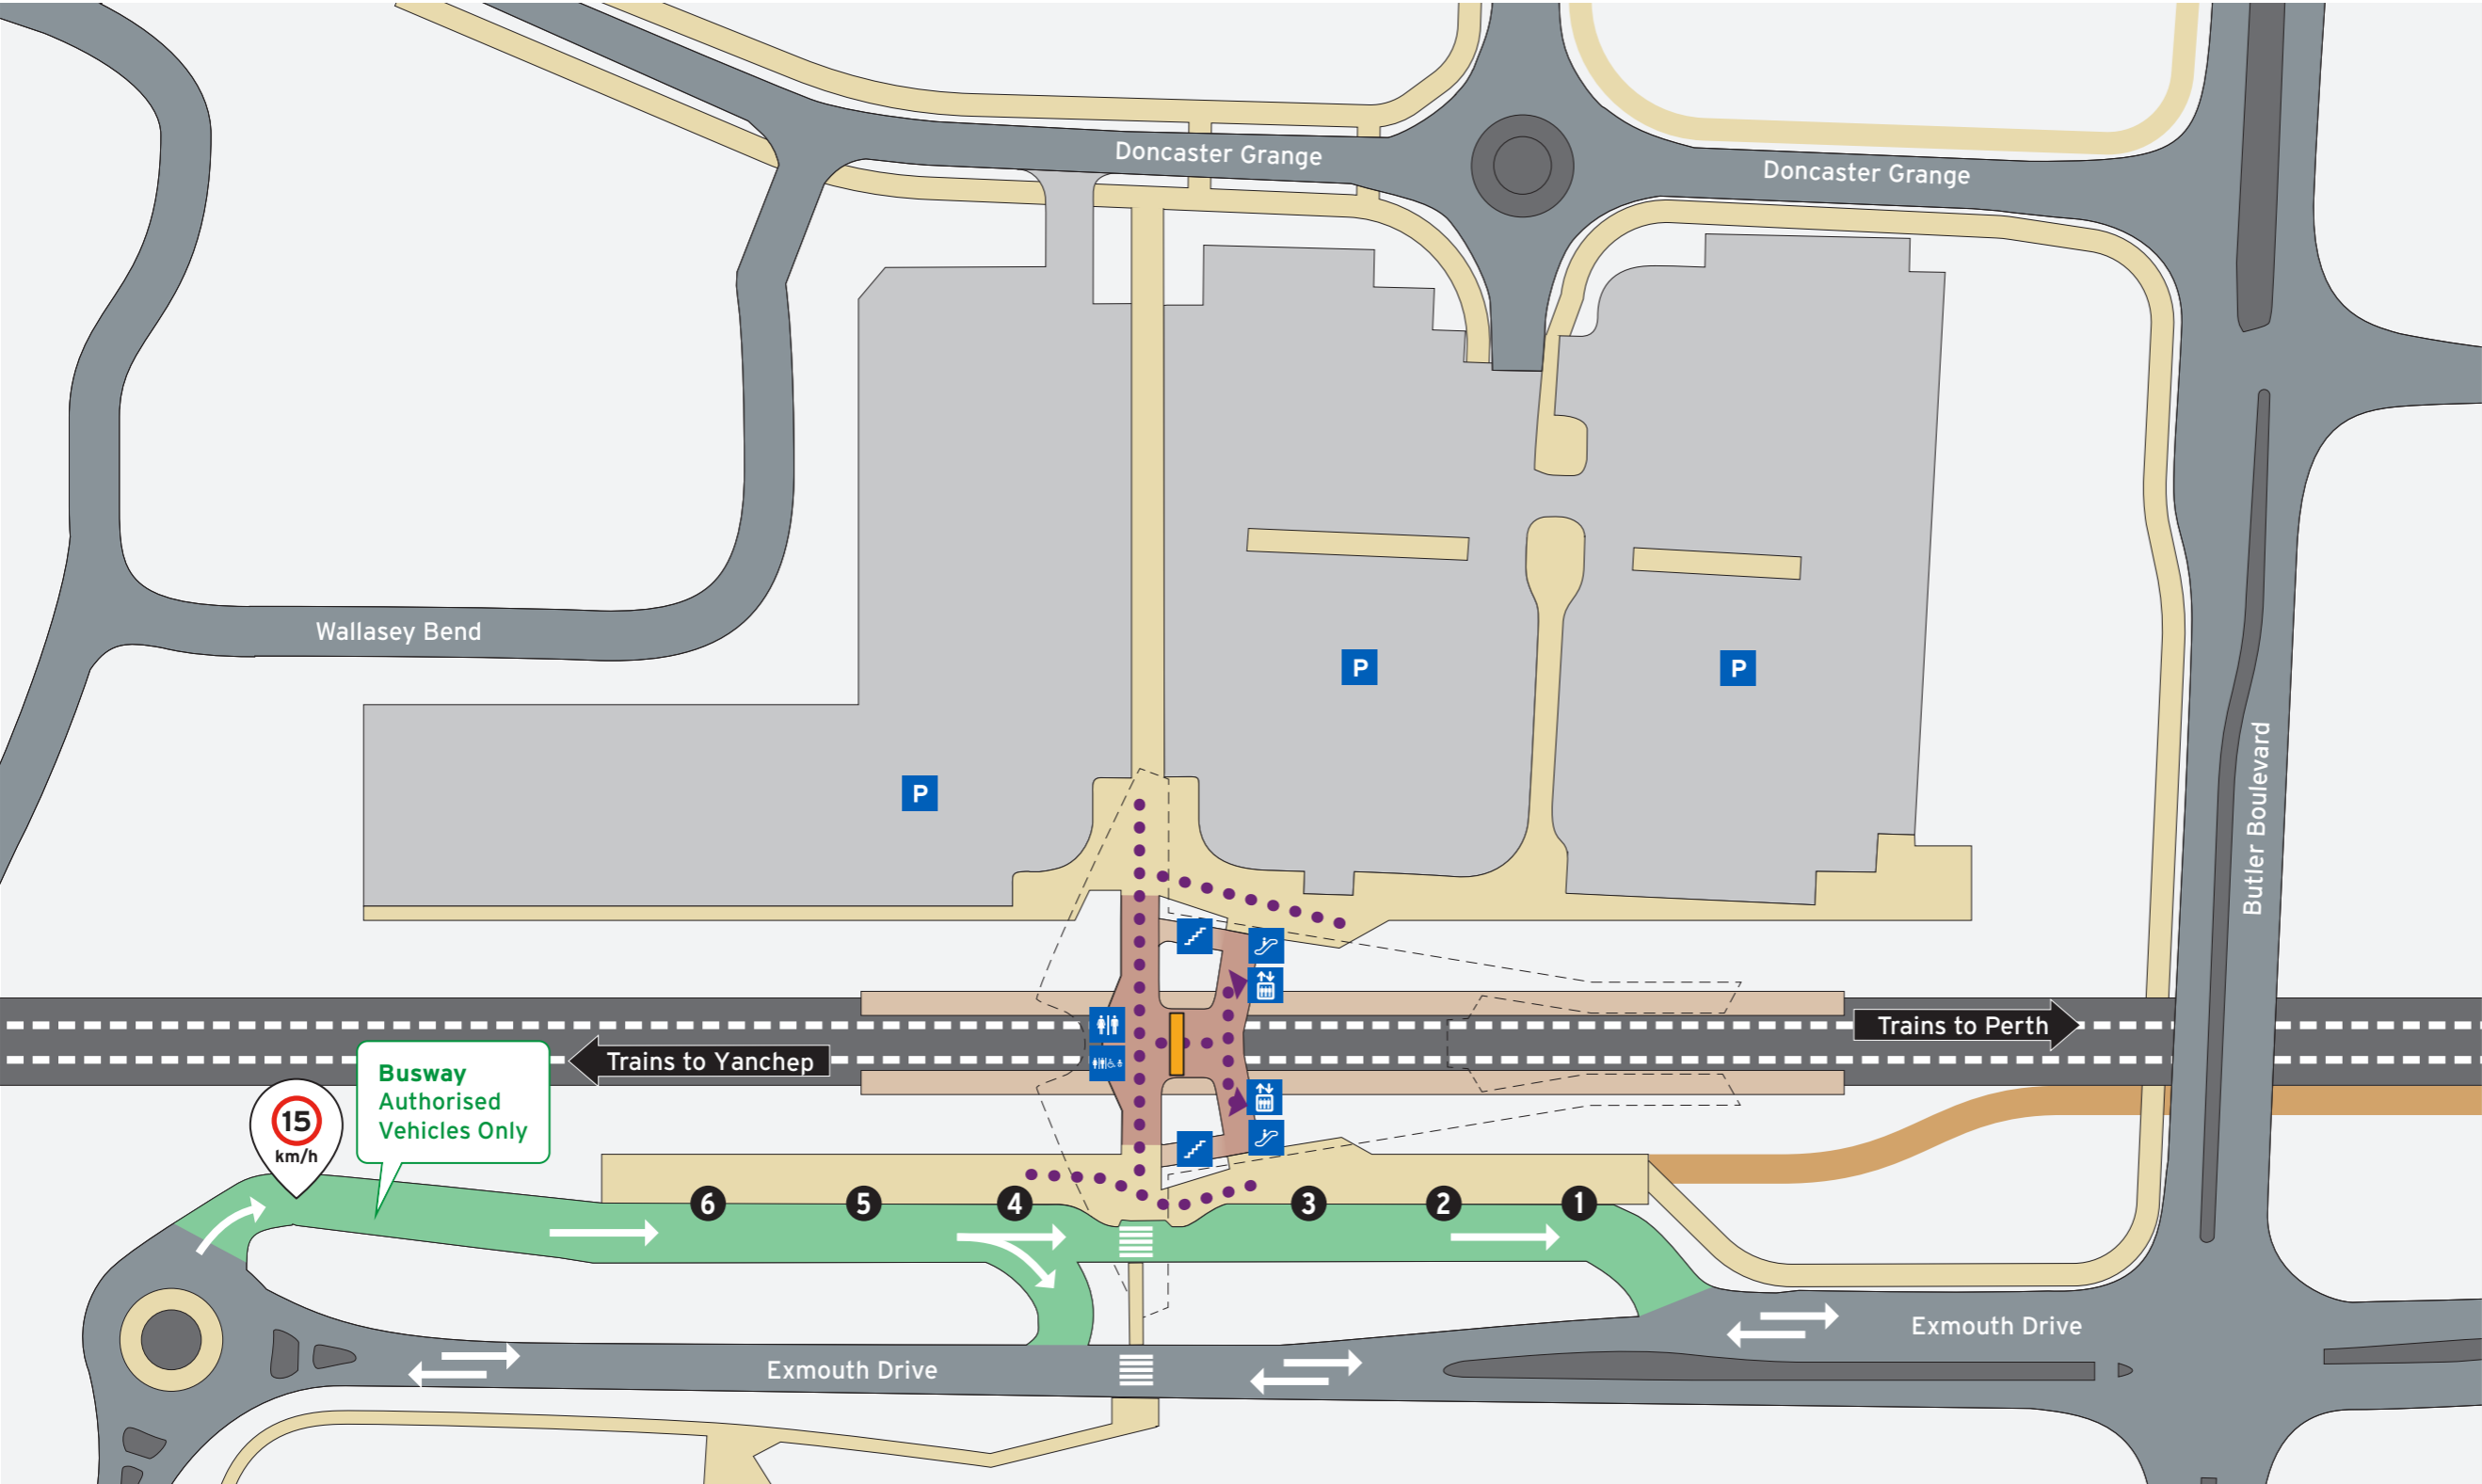 Doncaster Grange
Doncaster Grange
Wallasey Bend
P
P
P
Butler Boulevard
Trains to Perth
Trains to Yanchep
Busway
Authorised
Vehicles Only
15
km/h
6
5
4
3
2
1
Exmouth Drive
Exmouth Drive